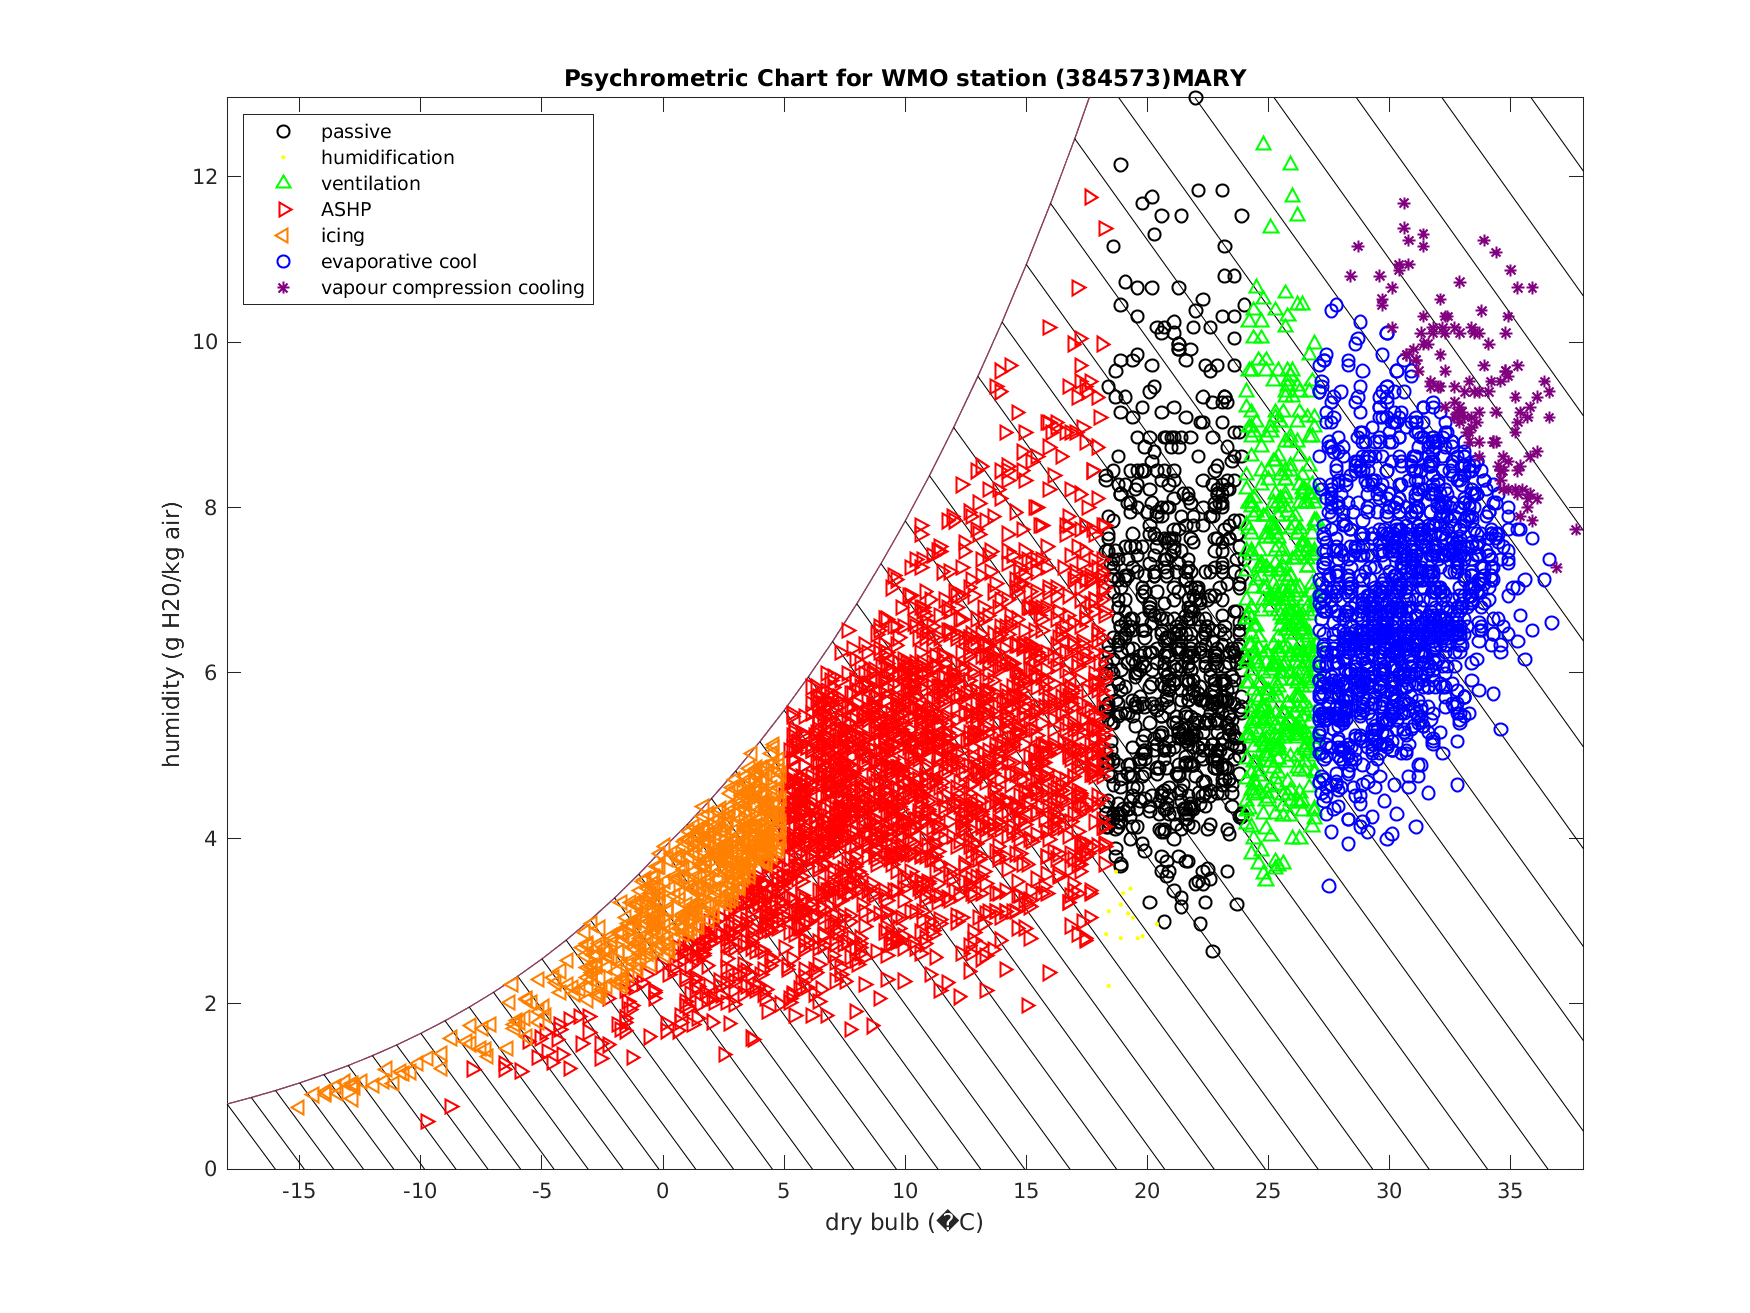 Psychrometric Chart for WMO station (384573)MARY
passive
humidification
ventilation
ASHP
icing
evaporative cool
vapour compression cooling
humidity (g H20/kg air)
12
10
8
6
4
2
0
-15 -10 -5 0 5 10 15 20 25 30 35
dry bulb (�C)